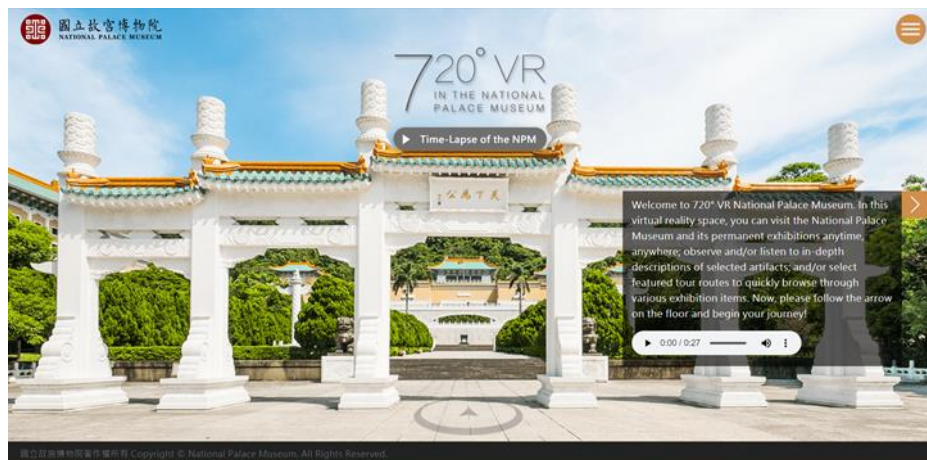 國立故宮博物院
NATIONAL PALACE MUSEUM
720° VR
IN THE NATIONAL
PALACE MUSEUM
Time-Lapse of the NPM
天下為公
Welcome to 720° VR National Palace Museum. In this
virtual reality space, you can visit the National Palace
Museum and its permanent exhibitions anytime,
anywhere; observe and/or listen to in-depth
descriptions of selected artifacts; and/or select
featured tour routes to quickly browse through
various exhibition items. Now, please follow the arrow
on the floor and begin your journey!
0:00 / 0:27
國立故宮博物院著作權所有 Copyright © National Palace Museum. All Rights Reserved.